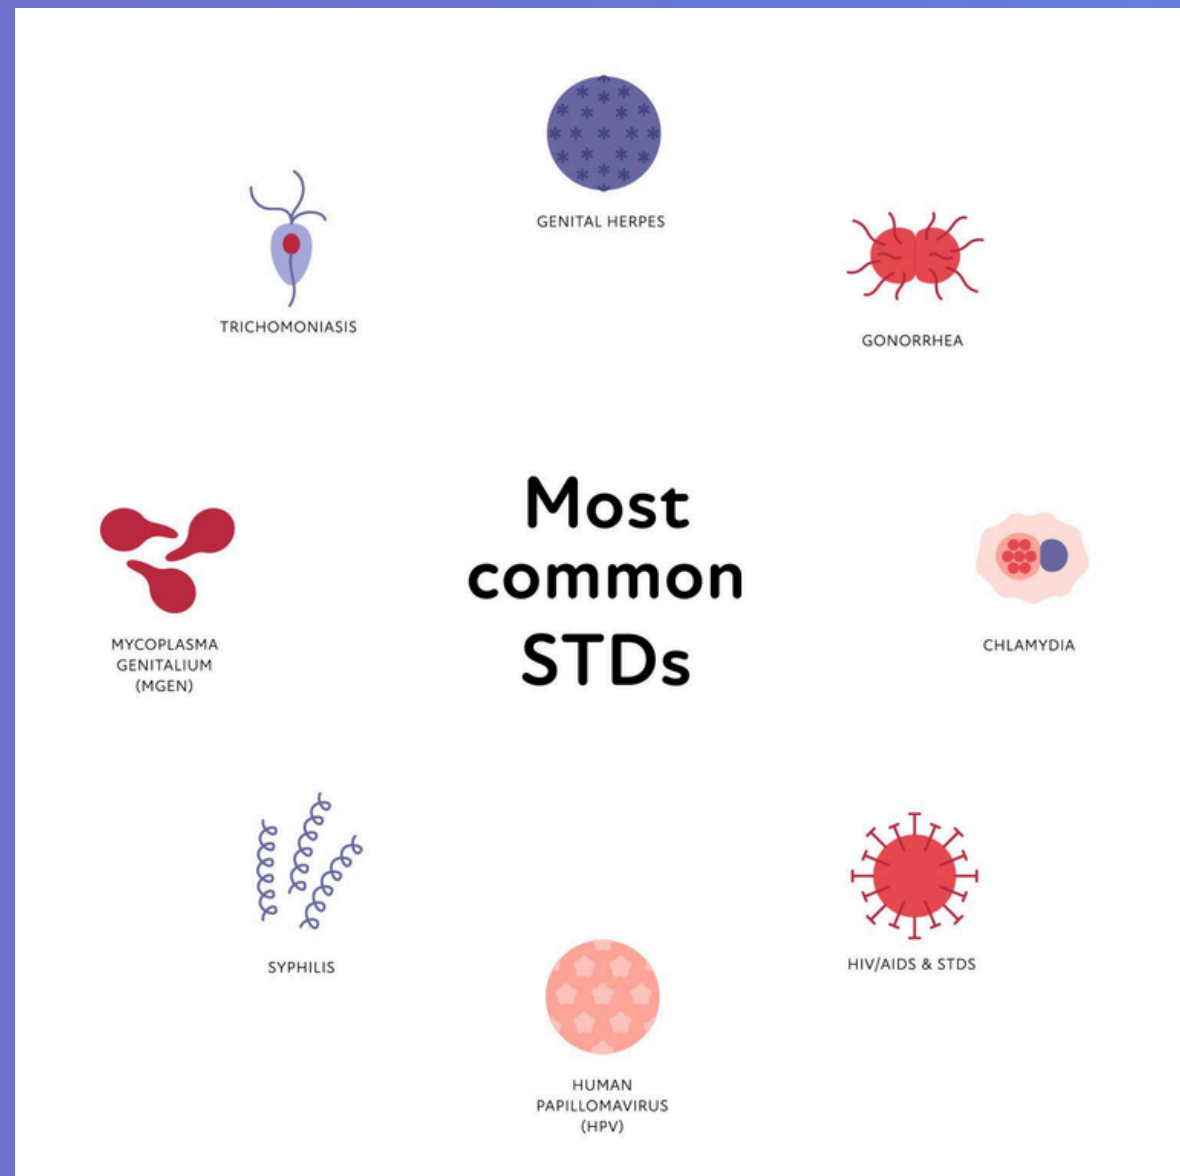 GENITAL HERPES
TRICHOMONIASIS
GONORRHEA
Most
common
STDs
MYCOPLASMA
GENITALIUM
(MGEN)
CHLAMYDIA
SYPHILIS
HIV/AIDS & STDS
HUMAN
PAPILLOMAVIRUS
(HPV)